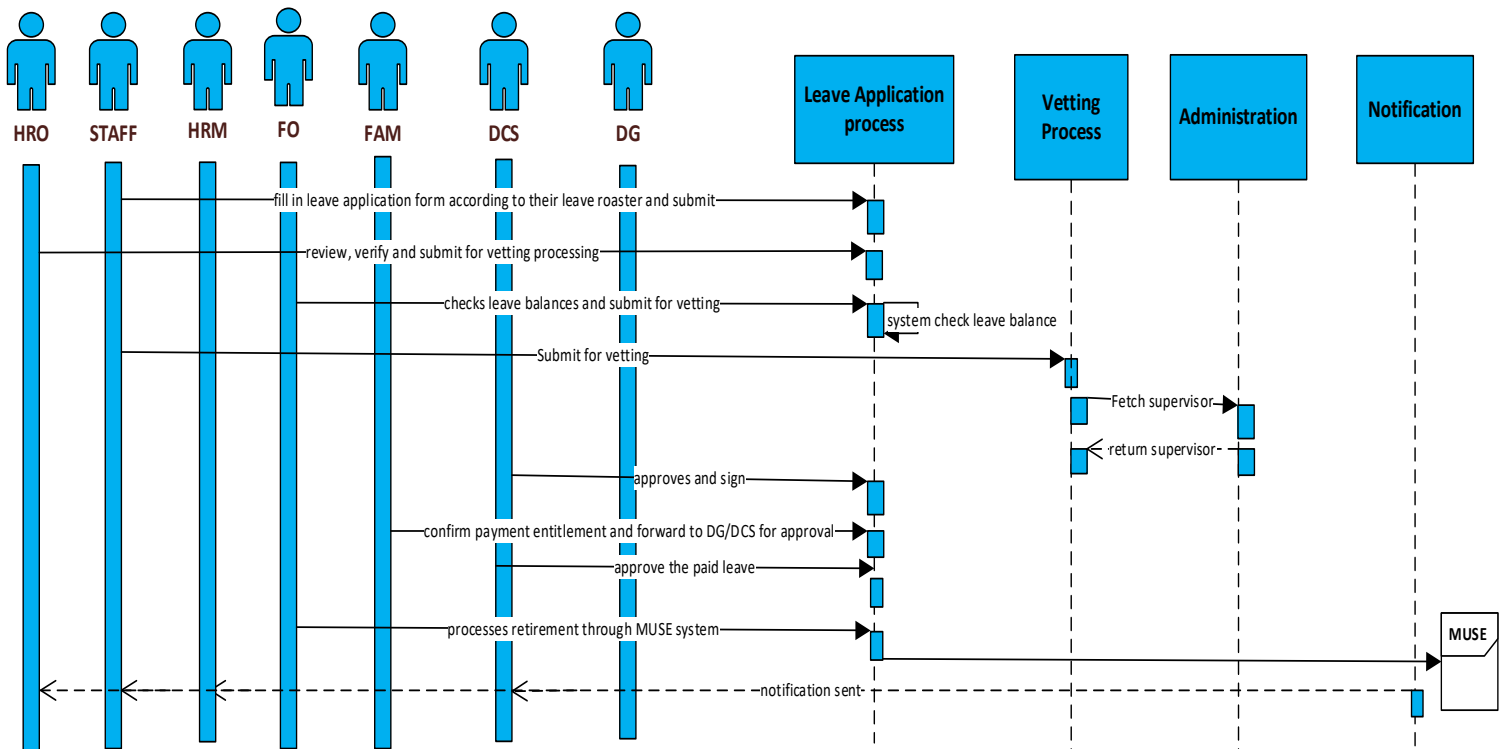 HRO
STAFF
HRM
FO
FAM
DCS
DG
Leave Application
process
Vetting
Process
Administration
Notification
fill in leave application form according to their leave roaster and submit
review, verify and submit for vetting processing
checks leave balances and submit for vetting
system check leave balance
Submit for vetting
Fetch supervisor
return supervisor
approves and sign
confirm payment entitlement and forward to DG/DCS for approval
approve the paid leave
processes retirement through MUSE system
MUSE
notification sent